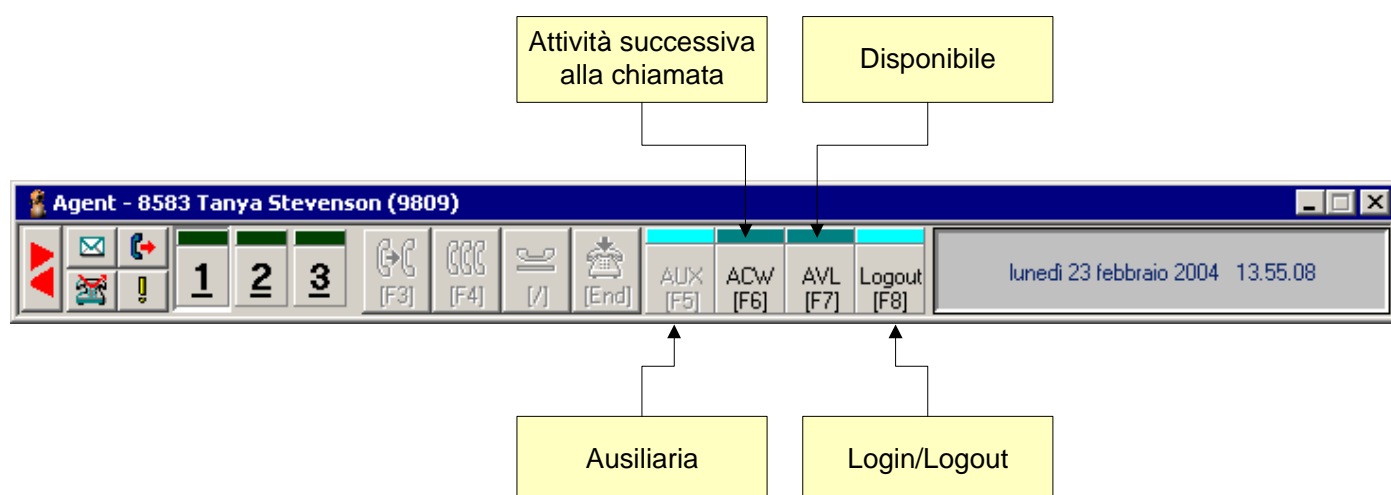 Attività successiva
alla chiamata
Disponibile
Agent - 8583 Tanya Stevenson (9809)
1
2
3
[F3]
[F4]
[/]
[End]
AUX
[F5]
ACW
[F6]
AVL
[F7]
Logout
[F8]
lunedì 23 febbraio 2004 13.55.08
Ausiliaria
Login/Logout